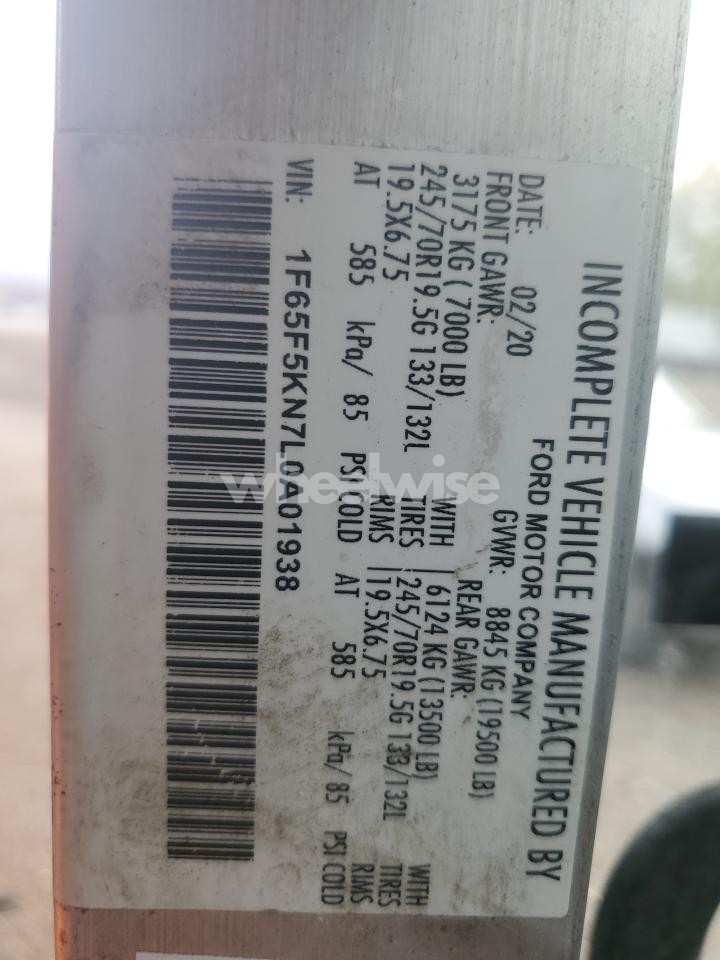 INCOMPLETE VEHICLE MANUFACTURED BY
FORD MOTOR COMPANY
DATE: 02/20 GVWR: 8845 KG (19500 LB)
FRONT GAWR: REAR GAWR:
3175 KG ( 7000 LB) WITH 6124 KG (13500 LB) WITH
245/70R19.5G 133/132L TIRES 245/70R19.5G 133/132L TIRES
19.5X6.75 RIMS 19.5X6.75 RIMS
AT 585 kPa/ 85 PSI COLD AT 585 kPa/ 85 PSI COLD
VIN: 1F65F5KN7L0A01938
wheelwise